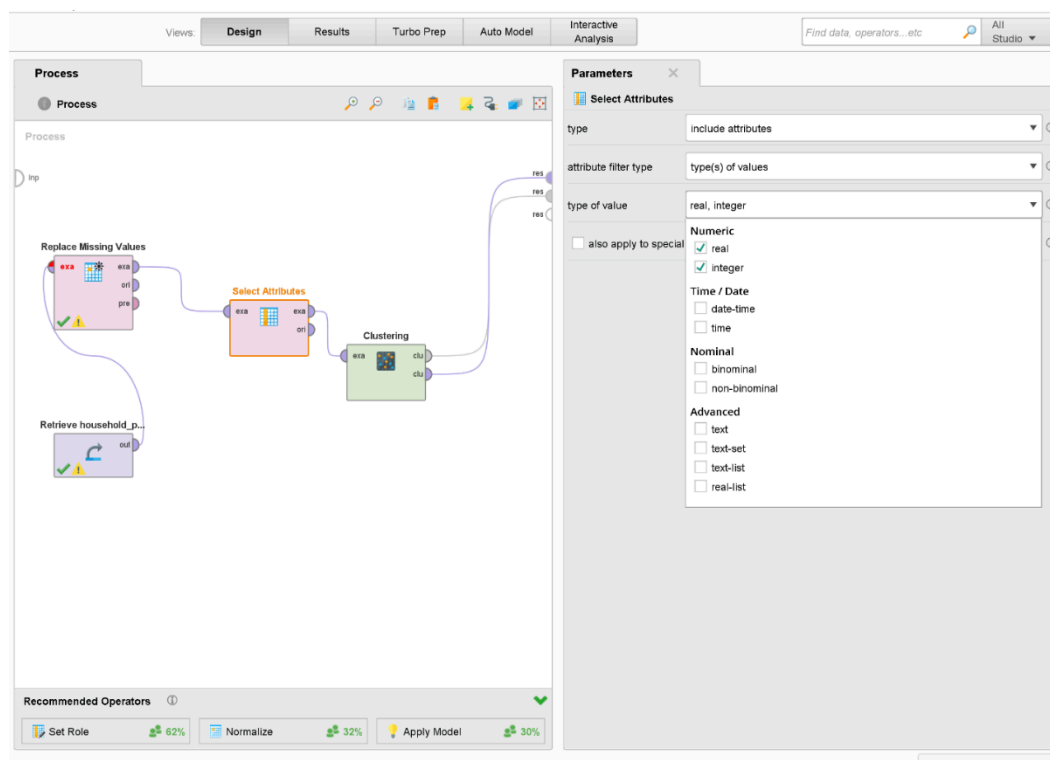 Views: Design Results Turbo Prep Auto Model Interactive Analysis Find data, operators...etc All Studio
Process
Process
Process
inp
res
res
res
Replace Missing Values
exa exa
ori
pre
Select Attributes
exa exa
ori
Clustering
exa clu
clu
Retrieve household_p...
out
Recommended Operators
Set Role 62% Normalize 32% Apply Model 30%
Parameters
Select Attributes
type include attributes
attribute filter type type(s) of values
type of value real, integer
also apply to special
Numeric
real
integer
Time / Date
date-time
time
Nominal
binominal
non-binominal
Advanced
text
text-set
text-list
real-list